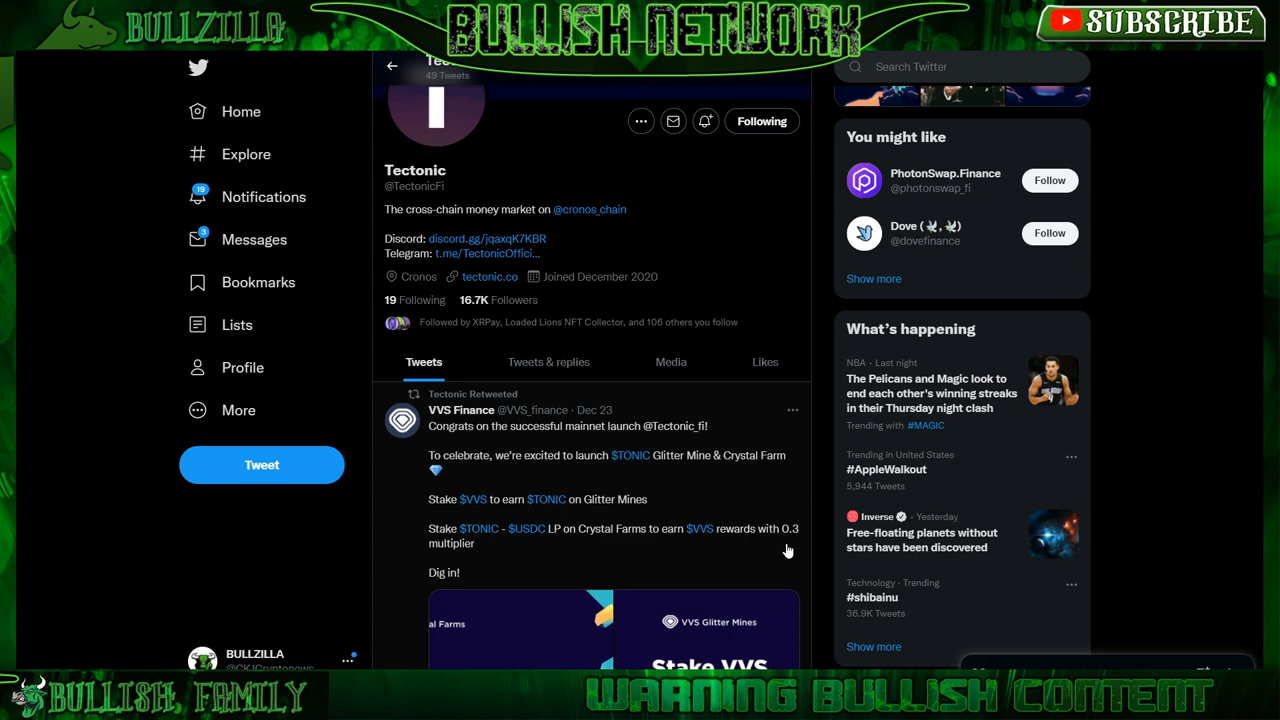 BULLZILLA
BULLISH NETWORK
SUBSCRIBE
49 Tweets
Search Twitter
Home
Explore
19
Notifications
3
Messages
Bookmarks
Lists
Profile
More
Tweet
BULLZILLA
Following
Tectonic
@TectonicFi
The cross-chain money market on @cronos_chain
Discord: discord.gg/jqaxqK7KBR
Telegram: t.me/TectonicOffici...
Cronos tectonic.co Joined December 2020
19 Following 16.7K Followers
Followed by XRPay, Loaded Lions NFT Collector, and 106 others you follow
Tweets Tweets & replies Media Likes
Tectonic Retweeted
VVS Finance @VVS_finance · Dec 23
Congrats on the successful mainnet launch @Tectonic_fi!
To celebrate, we're excited to launch $TONIC Glitter Mine & Crystal Farm
Stake $VVS to earn $TONIC on Glitter Mines
Stake $TONIC - $USDC LP on Crystal Farms to earn $VVS rewards with 0.3
multiplier
Dig in!
al Farms
VVS Glitter Mines
Stake VVS
You might like
PhotonSwap.Finance
@photonswap_fi
Follow
Dove
@dovefinance
Follow
Show more
What's happening
NBA · Last night
The Pelicans and Magic look to
end each other's winning streaks
in their Thursday night clash
Trending with #MAGIC
Trending in United States
#AppleWalkout
5,944 Tweets
Inverse · Yesterday
Free-floating planets without
stars have been discovered
Technology · Trending
#shibainu
36.9K Tweets
Show more
BULLISH FAMILY
WARNING BULLISH CONTENT